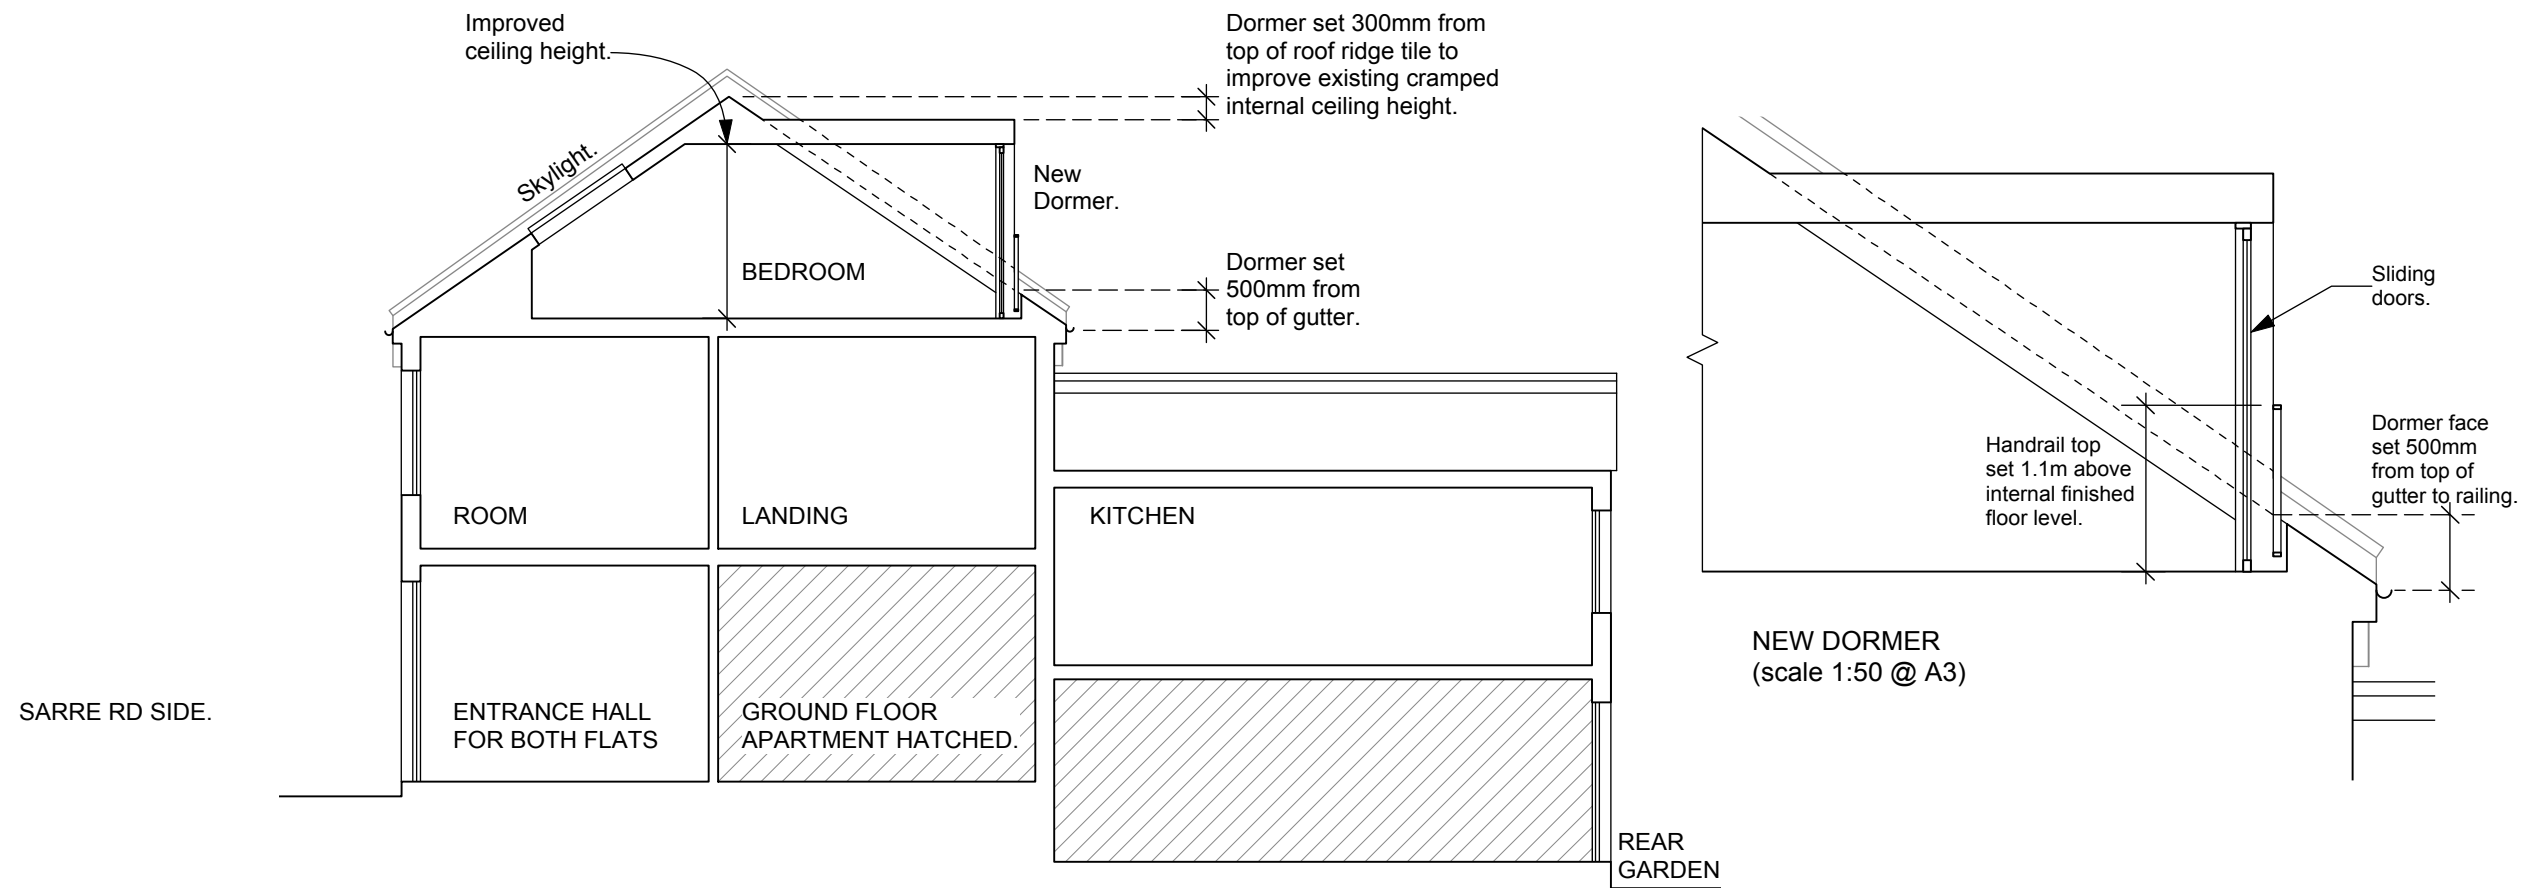 Improved
ceiling height.
Dormer set 300mm from
top of roof ridge tile to
improve existing cramped
internal ceiling height.
Skylight.
New
Dormer.
BEDROOM
Dormer set
500mm from
top of gutter.
Sliding
doors.
Dormer face
set 500mm
from top of
gutter to railing.
Handrail top
set 1.1m above
internal finished
floor level.
ROOM
LANDING
KITCHEN
NEW DORMER
(scale 1:50 @ A3)
SARRE RD SIDE.
ENTRANCE HALL
FOR BOTH FLATS
GROUND FLOOR
APARTMENT HATCHED.
REAR
GARDEN